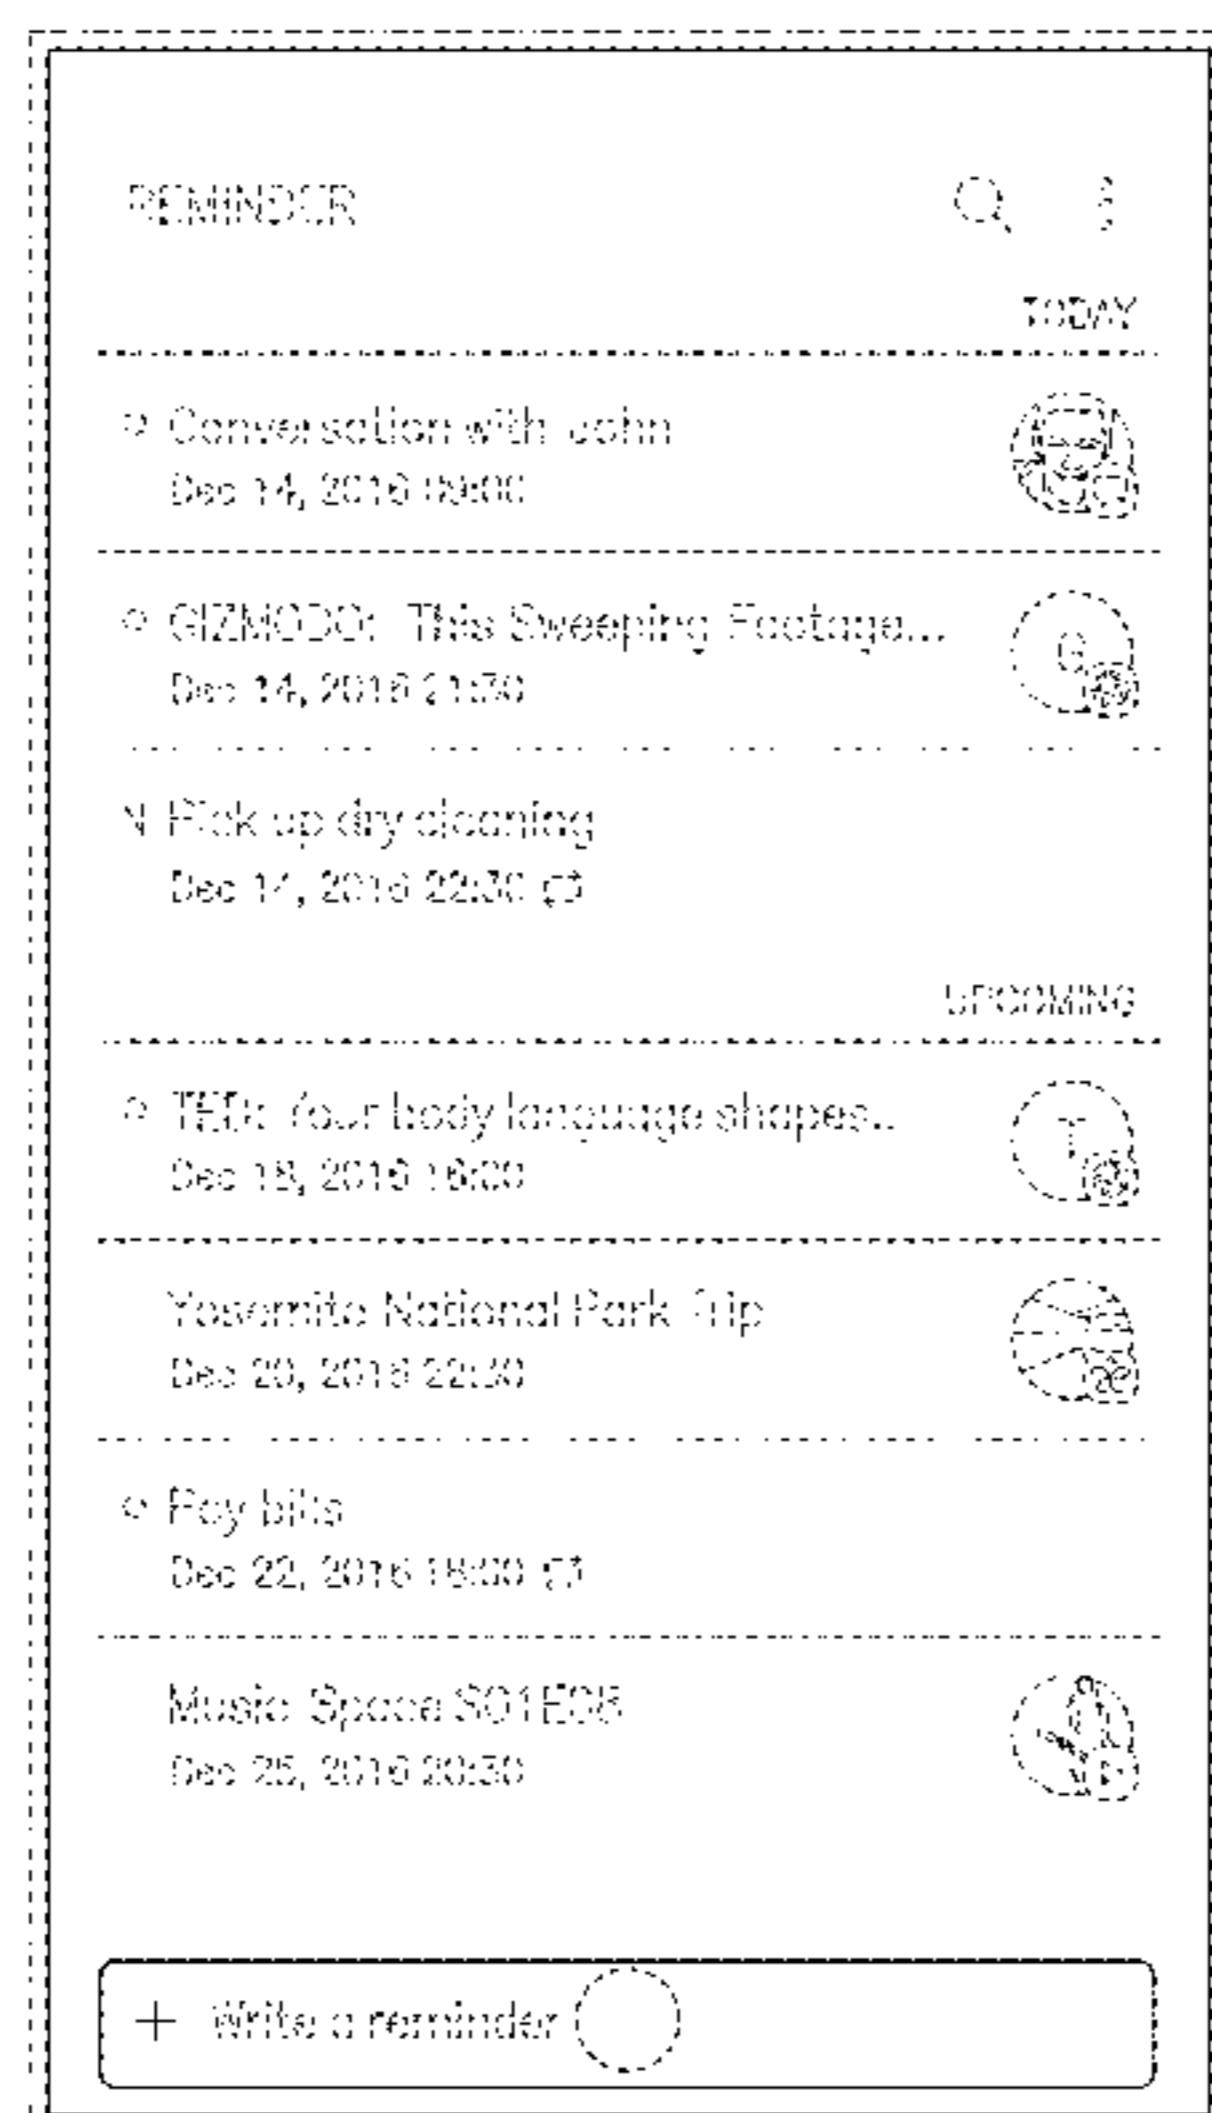 REMINDER
TODAY
Conversation with John
Dec 14, 2016 09:00
GIZMODO: This Sweeping Footage...
G
Dec 14, 2016 21:30
Pick up dry cleaning
Dec 14, 2016 22:30
UPCOMING
TED: Your body language shapes..
T
Dec 18, 2016 16:00
Yosemite National Park Trip
Dec 20, 2016 22:30
Pay bills
Dec 22, 2016 18:00
Music Space S01E08
Dec 25, 2016 20:30
+ Write a reminder